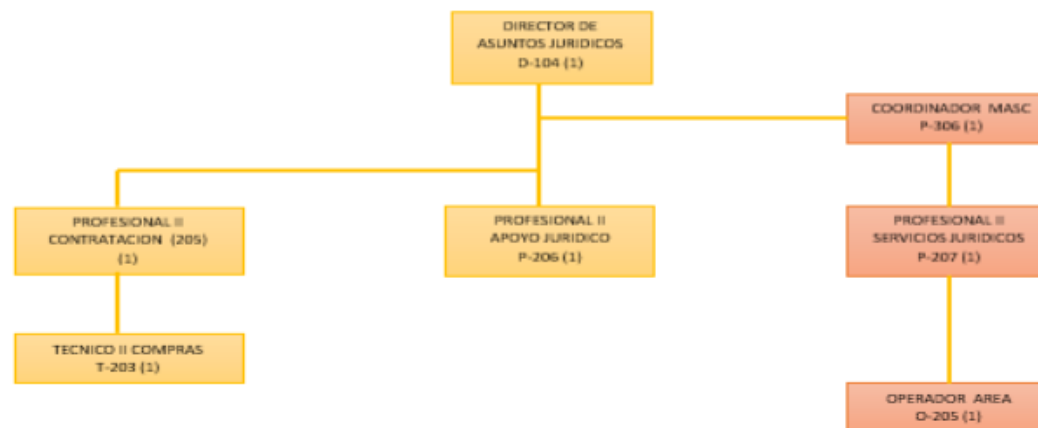 DIRECTOR DE
ASUNTOS JURIDICOS
D-104 (1)
COORDINADOR MASC
P-306 (1)
PROFESIONAL II
CONTRATACION (205)
(1)
PROFESIONAL II
APOYO JURIDICO
P-206 (1)
PROFESIONAL II
SERVICIOS JURIDICOS
P-207 (1)
TECNICO II COMPRAS
T-203 (1)
OPERADOR AREA
O-205 (1)